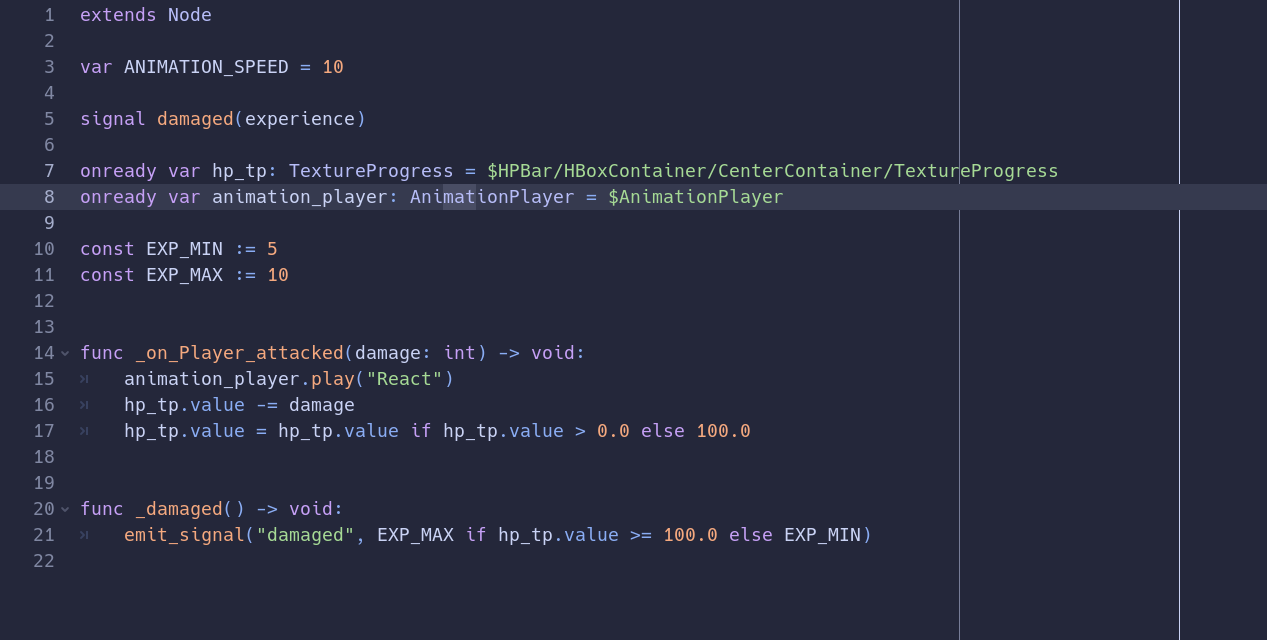 1 extends Node
2
3 var ANIMATION_SPEED = 10
4
5 signal damaged(experience)
6
7 onready var hp_tp: TextureProgress = $HPBar/HBoxContainer/CenterContainer/TextureProgress
8 onready var animation_player: AnimationPlayer = $AnimationPlayer
9
10 const EXP_MIN := 5
11 const EXP_MAX := 10
12
13
14 func _on_Player_attacked(damage: int) -> void:
15 animation_player.play("React")
16 hp_tp.value -= damage
17 hp_tp.value = hp_tp.value if hp_tp.value > 0.0 else 100.0
18
19
20 func _damaged() -> void:
21 emit_signal("damaged", EXP_MAX if hp_tp.value >= 100.0 else EXP_MIN)
22